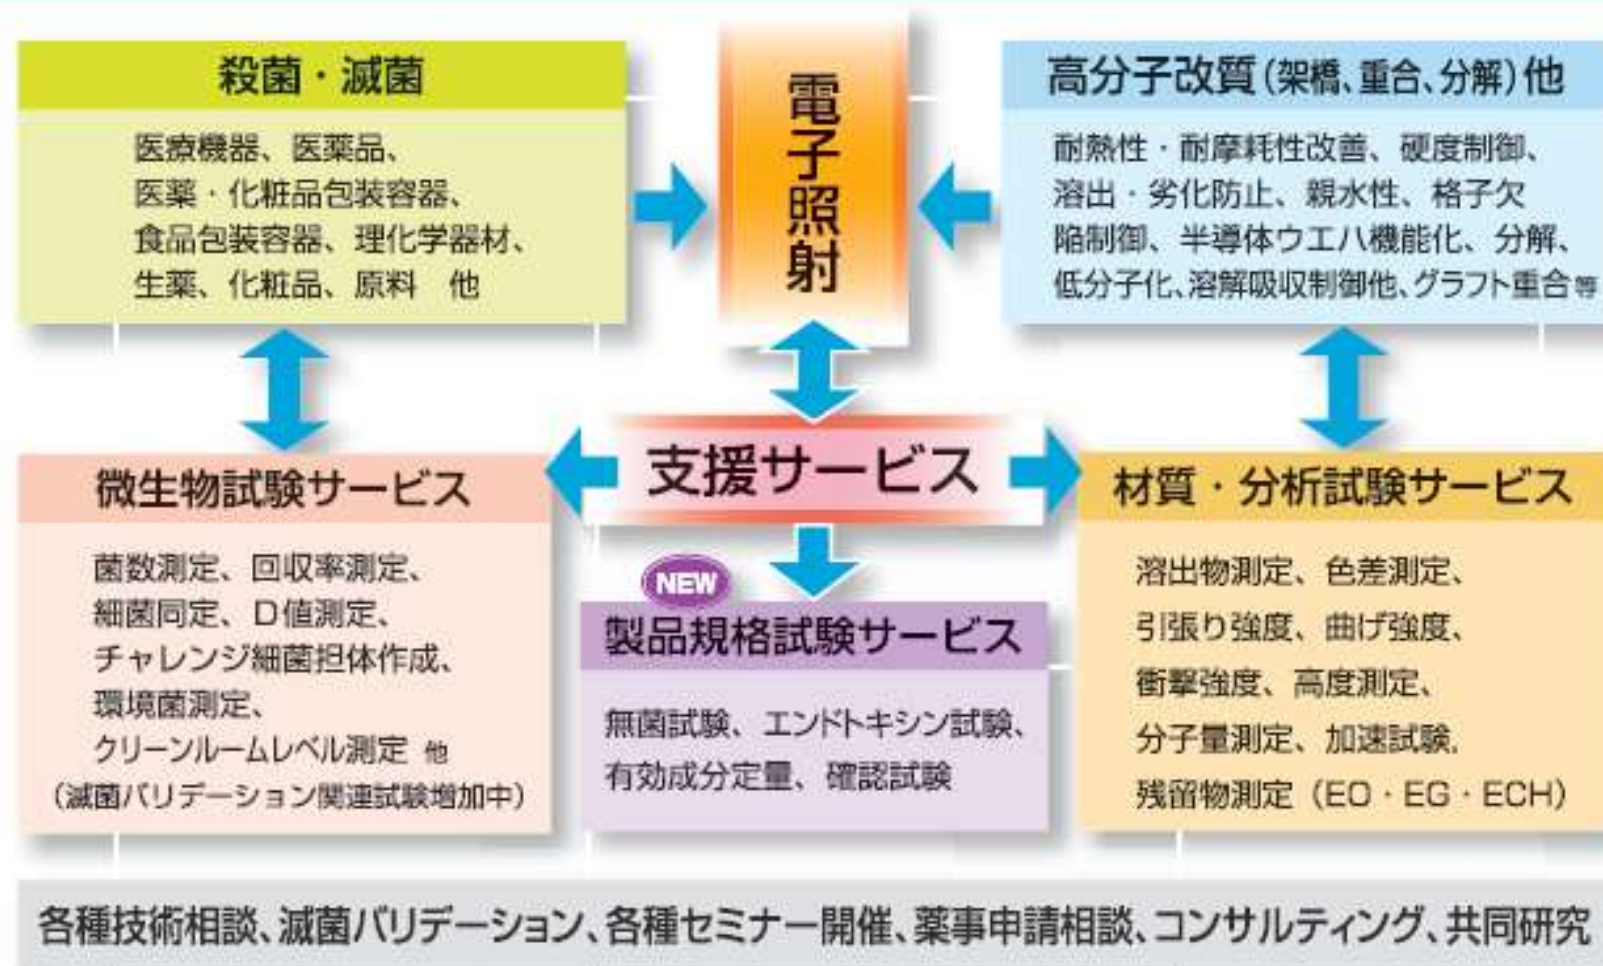 殺菌・滅菌
医療機器、医薬品、
医薬・化粧品包装容器、
食品包装容器、理化学器材、
生薬、化粧品、原料　他
電子照射
高分子改質(架橋、重合、分解)他
耐熱性・耐摩耗性改善、硬度制御、
溶出・劣化防止、親水性、格子欠
陥制御、半導体ウエハ機能化、分解、
低分子化、溶解吸収制御他、グラフト重合等
支援サービス
微生物試験サービス
菌数測定、回収率測定、
細菌同定、D値測定、
チャレンジ細菌担体作成、
環境菌測定、
クリーンルームレベル測定 他
（滅菌バリデーション関連試験増加中）
NEW
製品規格試験サービス
無菌試験、エンドトキシン試験、
有効成分定量、確認試験
材質・分析試験サービス
溶出物測定、色差測定、
引張り強度、曲げ強度、
衝撃強度、高度測定、
分子量測定、加速試験.
残留物測定（EO・EG・ECH）
各種技術相談、滅菌バリデーション、各種セミナー開催、薬事申請相談、コンサルティング、共同研究